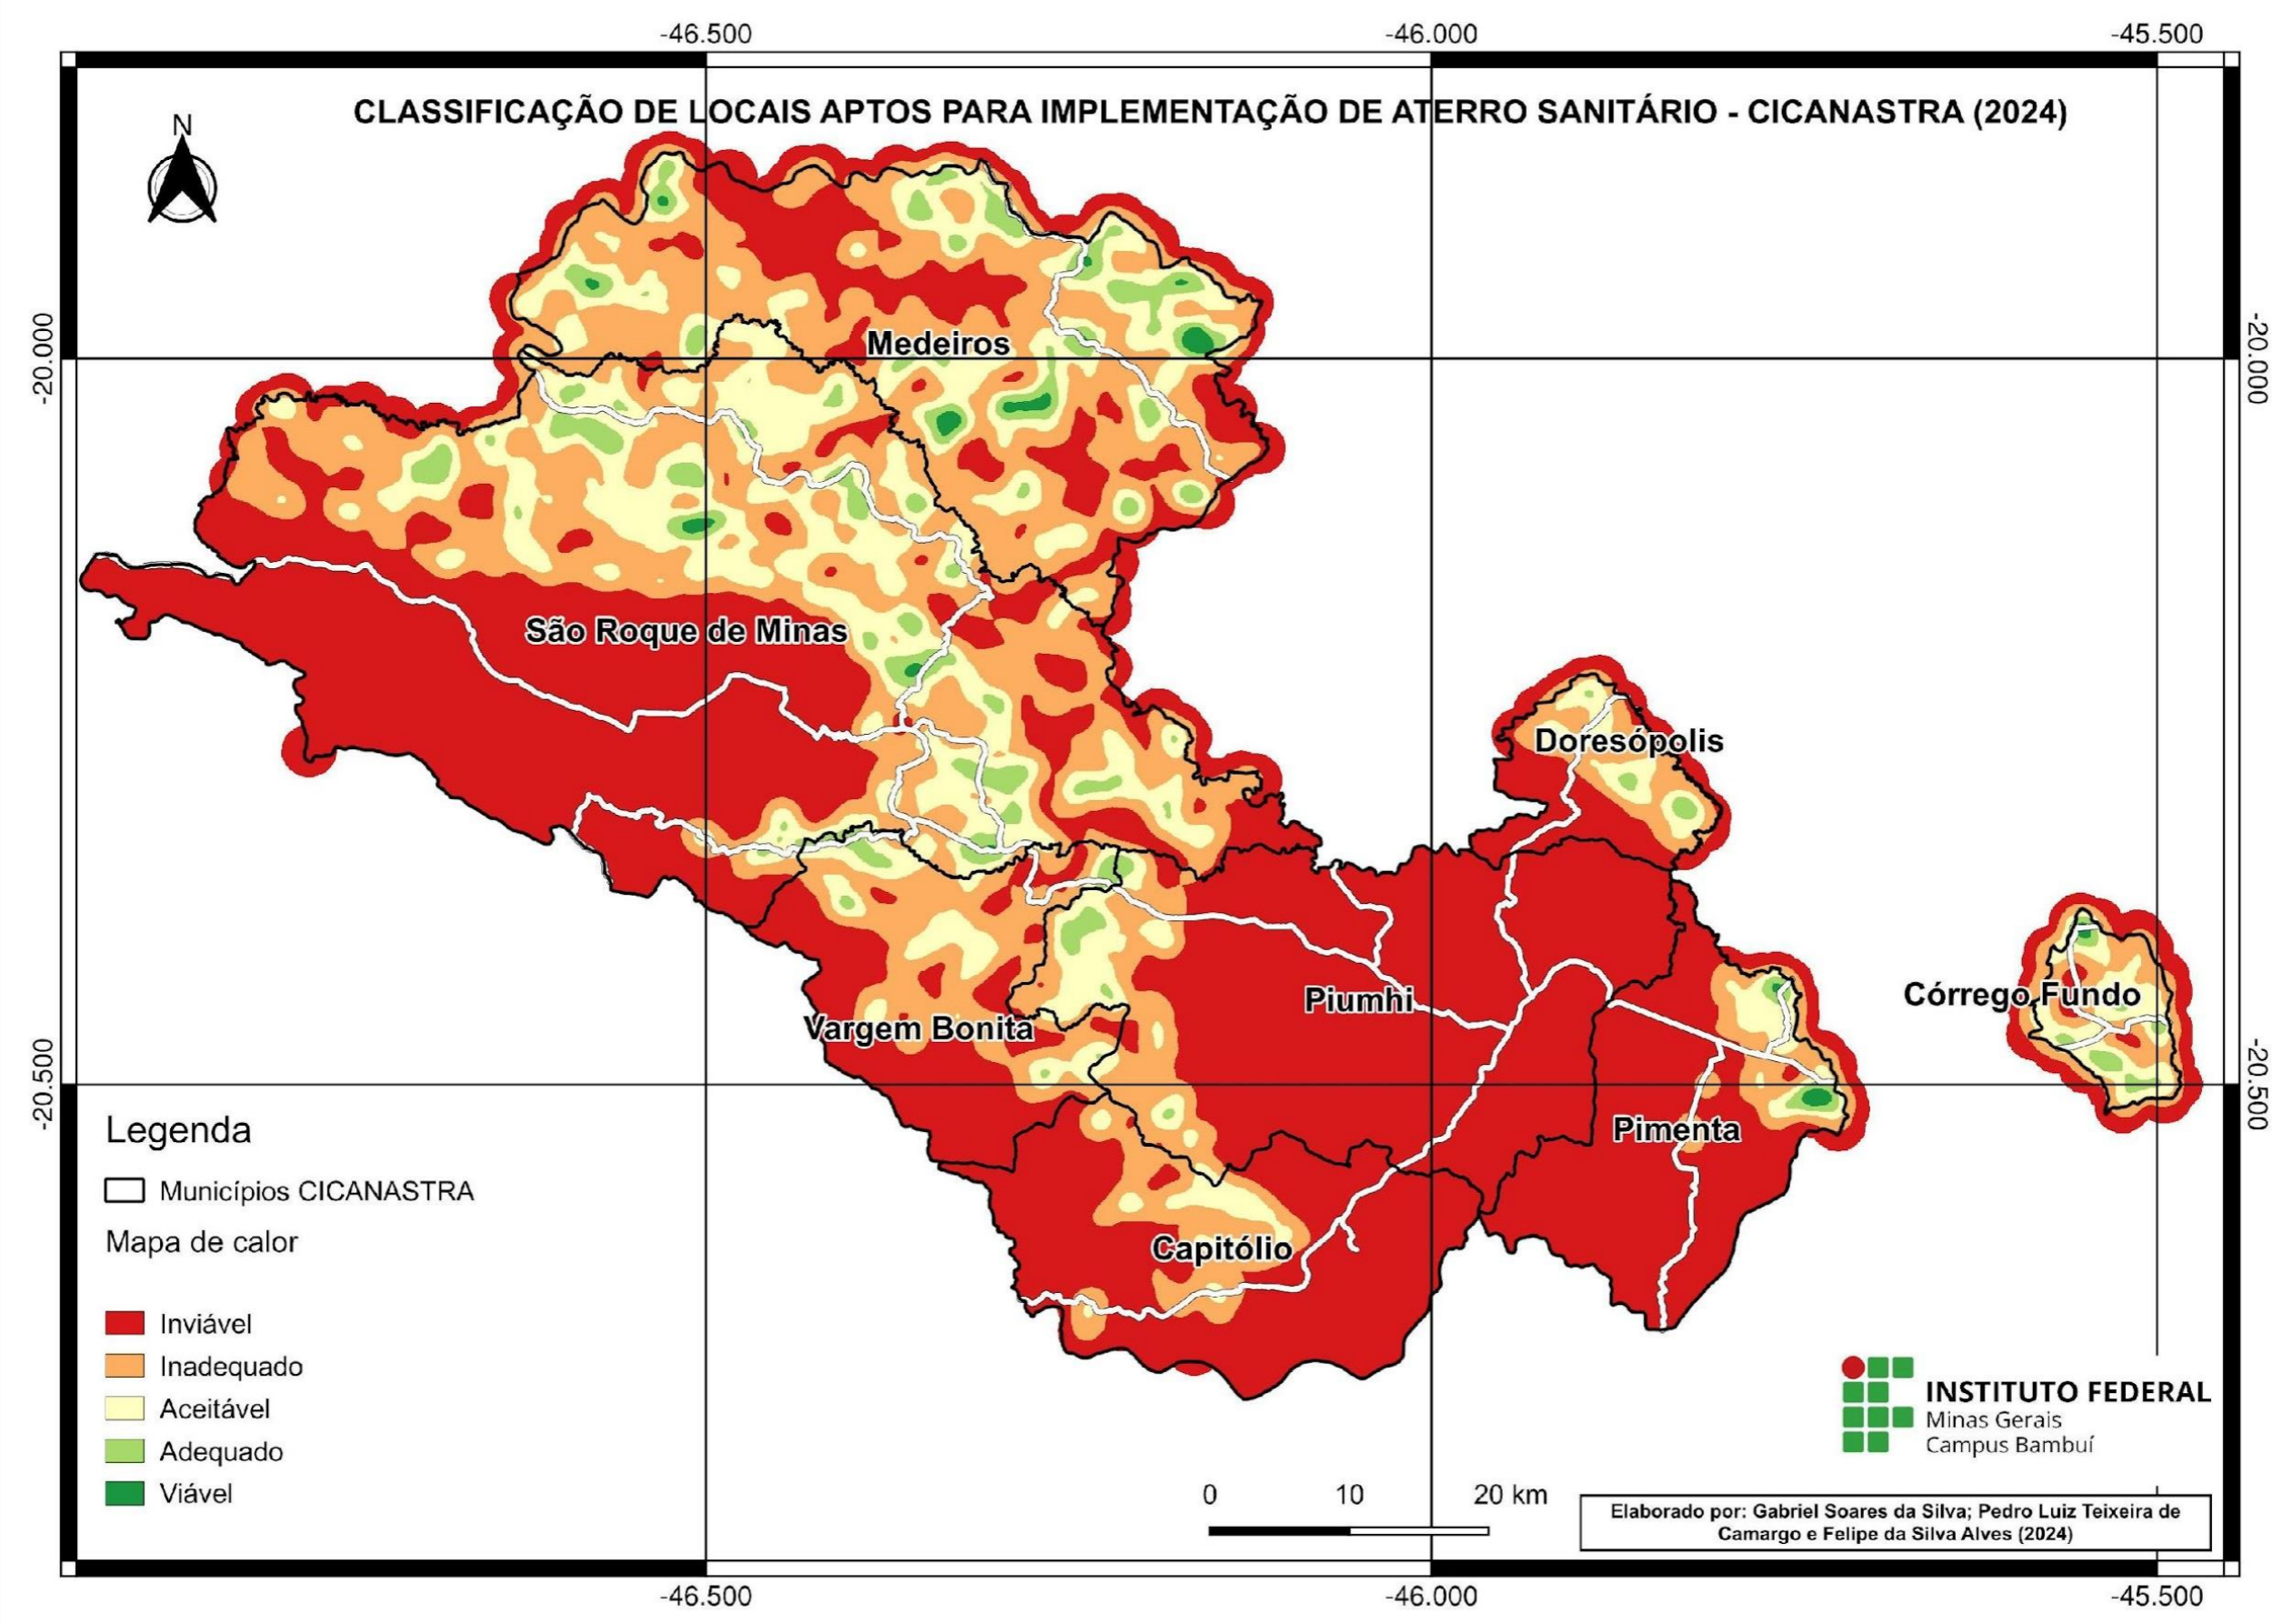 -46.500
-46.000
-45.500
CLASSIFICAÇÃO DE LOCAIS APTOS PARA IMPLEMENTAÇÃO DE ATERRO SANITÁRIO - CICANASTRA (2024)
N
-20.000
-20.000
Medeiros
São Roque de Minas
Doresópolis
Córrego Fundo
Piumhi
Vargem Bonita
-20.500
-20.500
Pimenta
Capitólio
Legenda
Municípios CICANASTRA
Mapa de calor
Inviável
Inadequado
Aceitável
Adequado
Viável
INSTITUTO FEDERAL
Minas Gerais
Campus Bambuí
0 10 20 km
Elaborado por: Gabriel Soares da Silva; Pedro Luiz Teixeira de
Camargo e Felipe da Silva Alves (2024)
-46.500
-46.000
-45.500